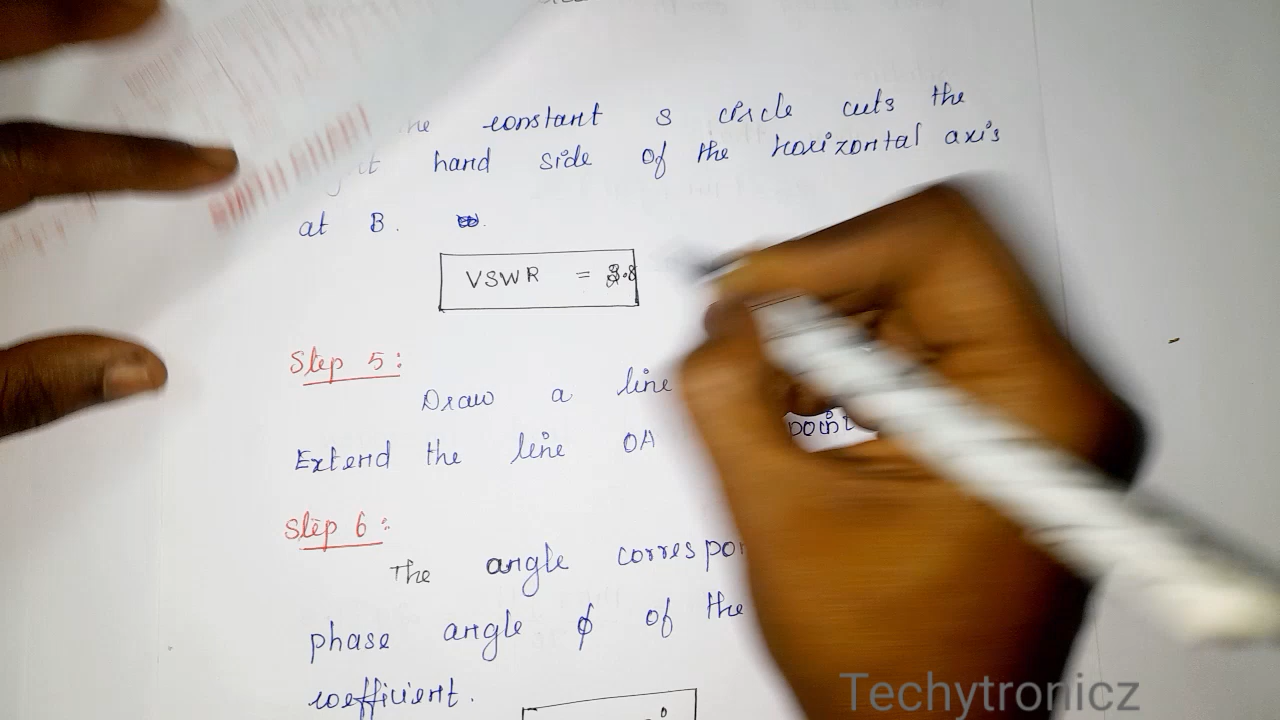 constant s circle cuts the
hand side of the horizontal axis
at B.
VSWR =
Step 5:
Draw a line
Extend the line OA point
Step 6:
The angle
phase angle ϕ of the
coefficient.
Techytronicz